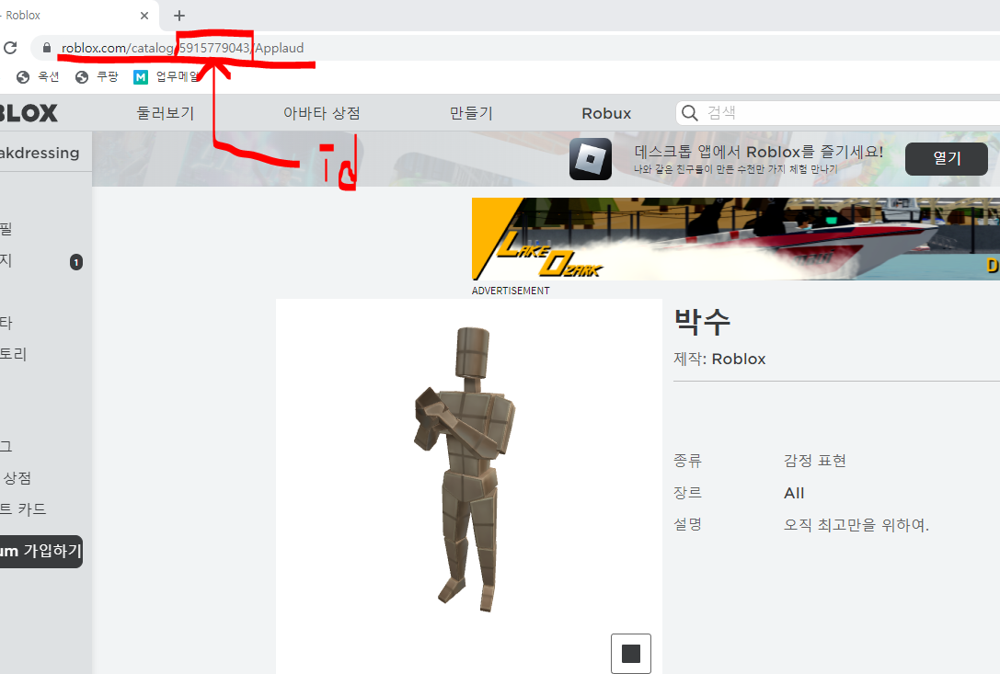 - Roblox
roblox.com/catalog/5915779043/Applaud
옥션 쿠팡 M 업무메일
BLOX 둘러보기 아바타 상점 만들기 Robux 검색
akdressing
id
데스크톱 앱에서 Roblox를 즐기세요! 열기
나와 같은 친구들이 만든 수천만 가지 체험 만나기
필
지 1
타
토리
그
상점
트 카드
um 가입하기
LAKE
OZARK
D
ADVERTISEMENT
박수
제작: Roblox
종류 감정 표현
장르 All
설명 오직 최고만을 위하여.